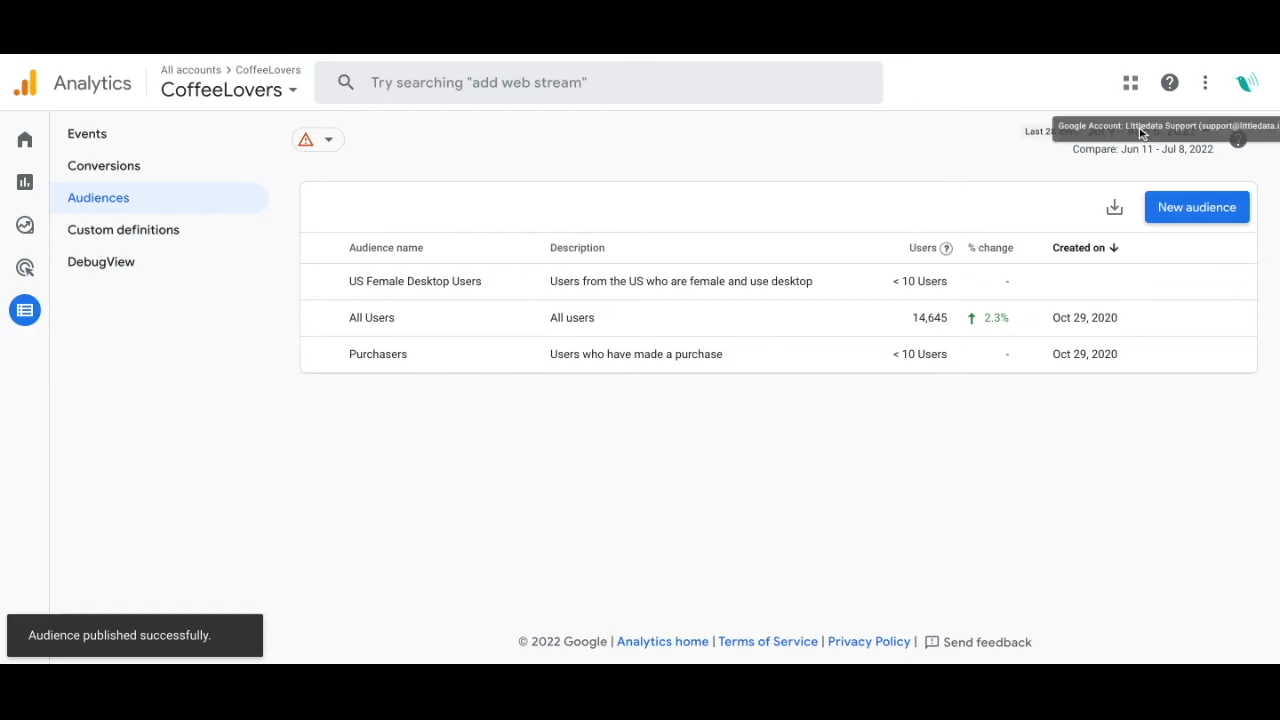 Analytics
All accounts > CoffeeLovers
CoffeeLovers
Try searching "add web stream"
Events
Conversions
Audiences
Custom definitions
DebugView
Last 28
Google Account: Littledata Support (support@littledata.i
Compare: Jun 11 - Jul 8, 2022
New audience
Audience name Description Users % change Created on
US Female Desktop Users Users from the US who are female and use desktop < 10 Users -
All Users All users 14,645 2.3% Oct 29, 2020
Purchasers Users who have made a purchase < 10 Users - Oct 29, 2020
Audience published successfully.
© 2022 Google | Analytics home | Terms of Service | Privacy Policy | Send feedback